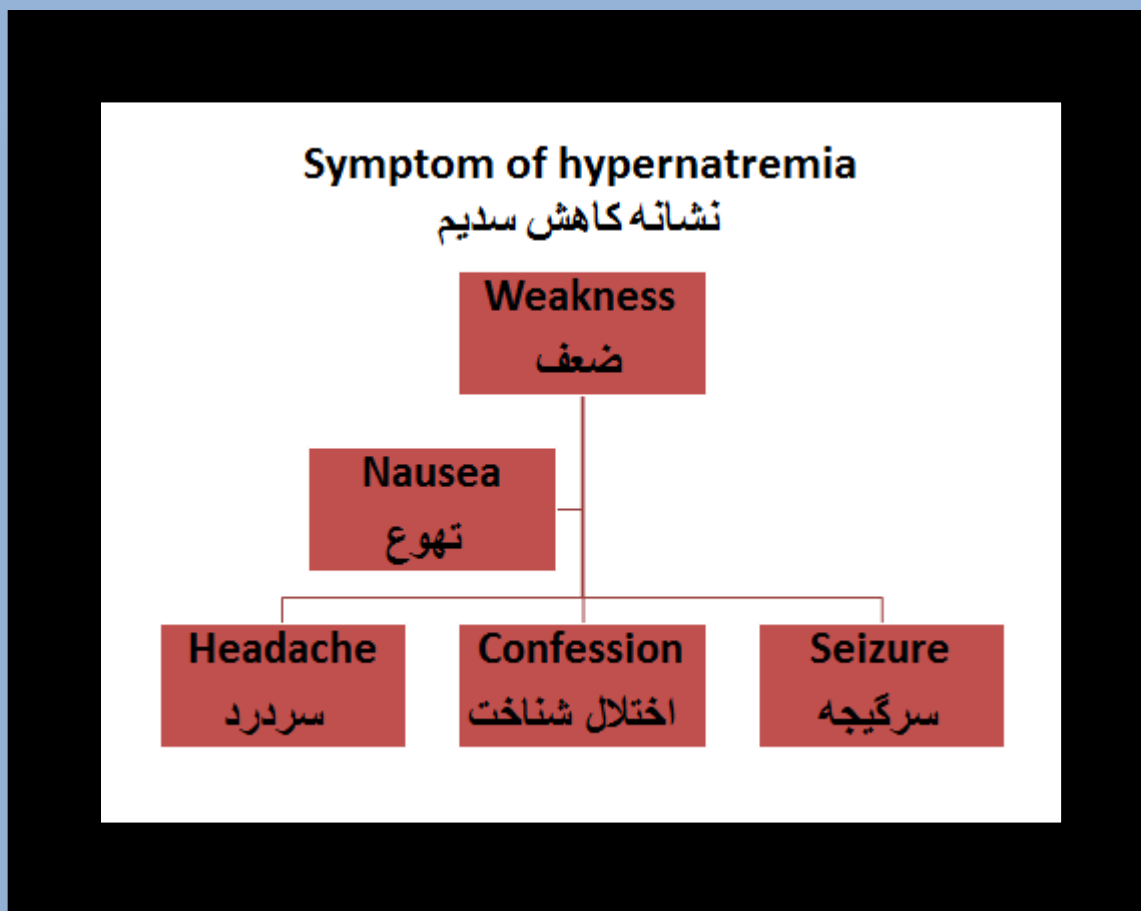 Symptom of hypernatremia
نشانه کاهش سدیم
Weakness
ضعف
Nausea
تهوع
Headache
سردرد
Confession
اختلال شناخت
Seizure
سرگیجه